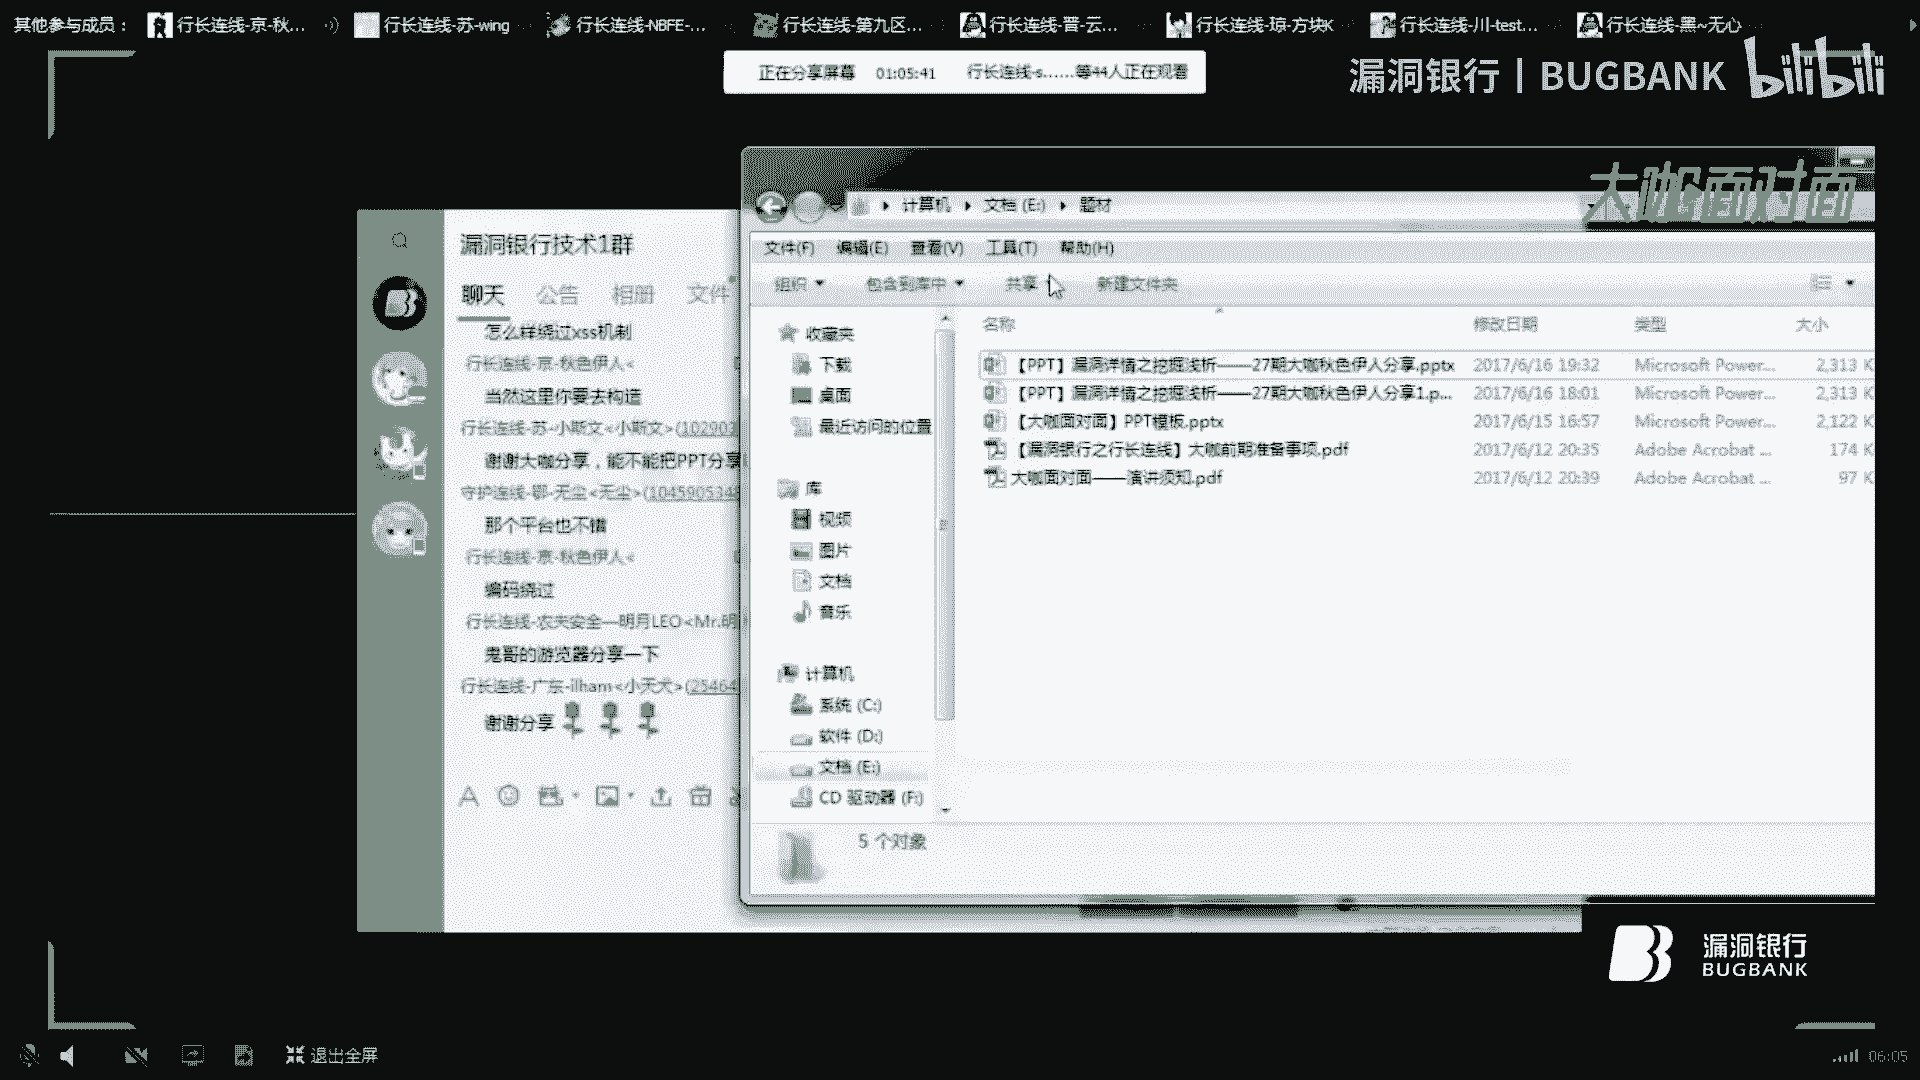 其他参与成员：
行长连线-京-秋...
行长连线-苏-wing
行长连线-NBFE-...
行长连线-第九区...
行长连线-晋-云...
行长连线-琼-方块K
行长连线-川-test...
行长连线-黑~无心
正在分享屏幕 01:05:41 行长连线-s......等44人正在观看
漏洞银行丨BUGBANK bilibili
大咖面对面
计算机 文档 (E:) 题材
文件(F) 编辑(E) 查看(V) 工具(T) 帮助(H)
组织 包含到库中 共享 新建文件夹
漏洞银行技术1群
聊天 公告 相册 文件
怎么样绕过xss机制
行长连线-京-秋色伊人<
当然这里你要去构造
行长连线-苏-小斯文<小斯文>(102903
谢谢大咖分享，能不能把PPT分享
守护连线-鄂-无尘<无尘>(1045905348
那个平台也不错
行长连线-京-秋色伊人<
编码绕过
行长连线-农夫安全—明月LEO<Mr.明
鬼哥的游览器分享一下
行长连线-广东-ilham<小天犬>(25464
谢谢分享
收藏夹
下载
桌面
最近访问的位置
库
视频
图片
文档
音乐
计算机
系统 (C:)
软件 (D:)
文档 (E:)
CD 驱动器 (F:)
名称 修改日期 类型 大小
【PPT】漏洞详情之挖掘浅析——27期大咖秋色伊人分享.pptx 2017/6/16 19:32 Microsoft Power... 2,313 K
【PPT】漏洞详情之挖掘浅析——27期大咖秋色伊人分享1.p... 2017/6/16 18:01 Microsoft Power... 2,313 K
【大咖面对面】PPT模板.pptx 2017/6/15 16:57 Microsoft Power... 2,122 K
【漏洞银行之行长连线】大咖前期准备事项.pdf 2017/6/12 20:35 Adobe Acrobat ... 174 K
大咖面对面——演讲须知.pdf 2017/6/12 20:39 Adobe Acrobat ... 97 K
5 个对象
漏洞银行
BUGBANK
退出全屏
06:05